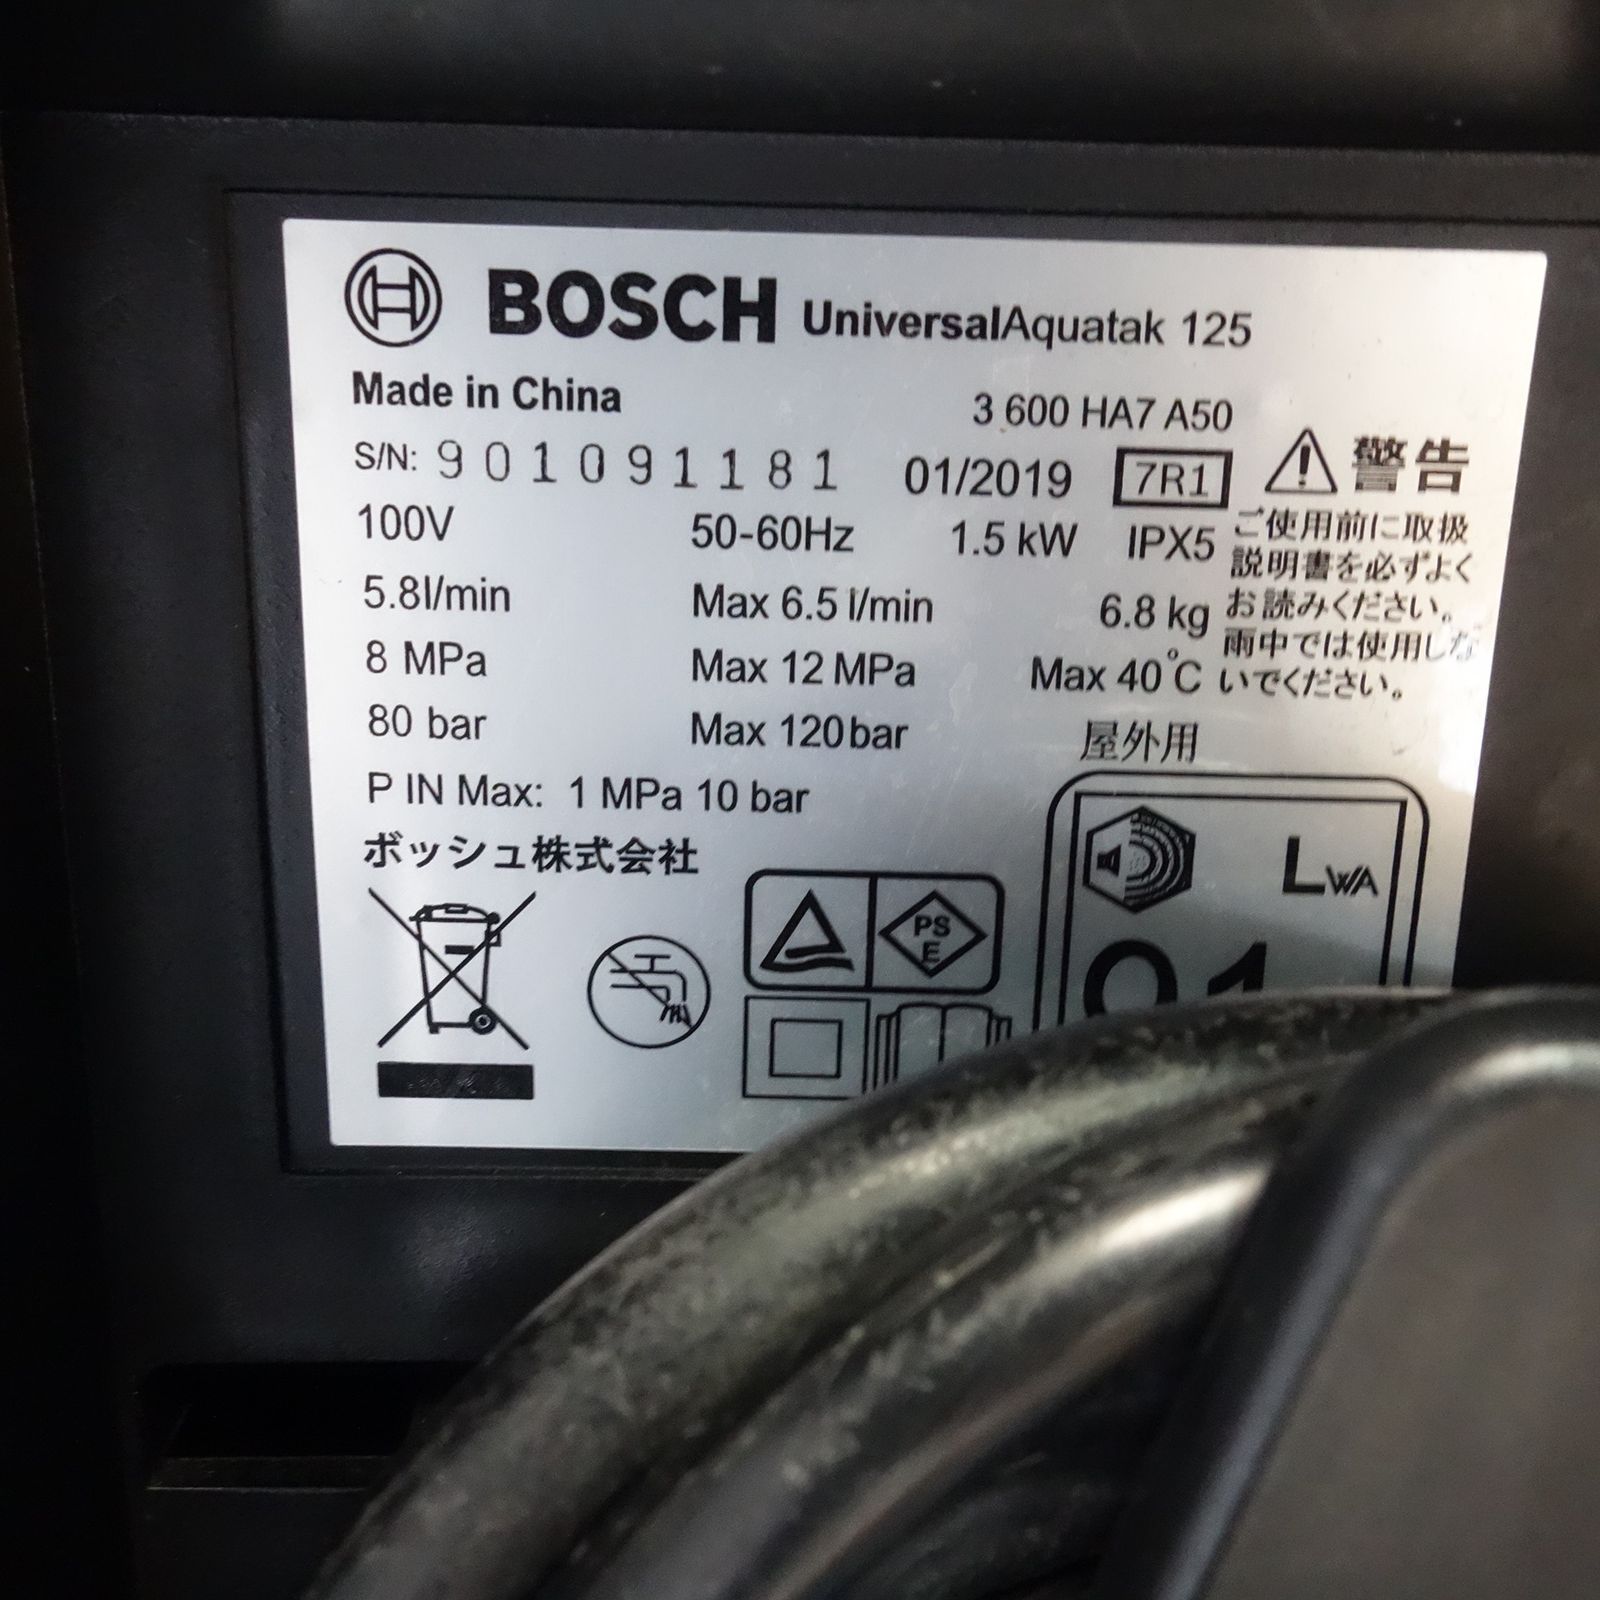 BOSCH UniversalAquatak 125
Made in China
3 600 HA7 A50
S/N: 901091181 01/2019 7R1
100V 50-60Hz 1.5 kW IPX5
5.8l/min Max 6.5 l/min 6.8 kg
8 MPa Max 12 MPa Max 40°C
80 bar Max 120bar
P IN Max: 1 MPa 10 bar
ボッシュ株式会社
警告
ご使用前に取扱
説明書を必ずよく
お読みください。
雨中では使用しな
いでください。
屋外用
PS
E
LWA